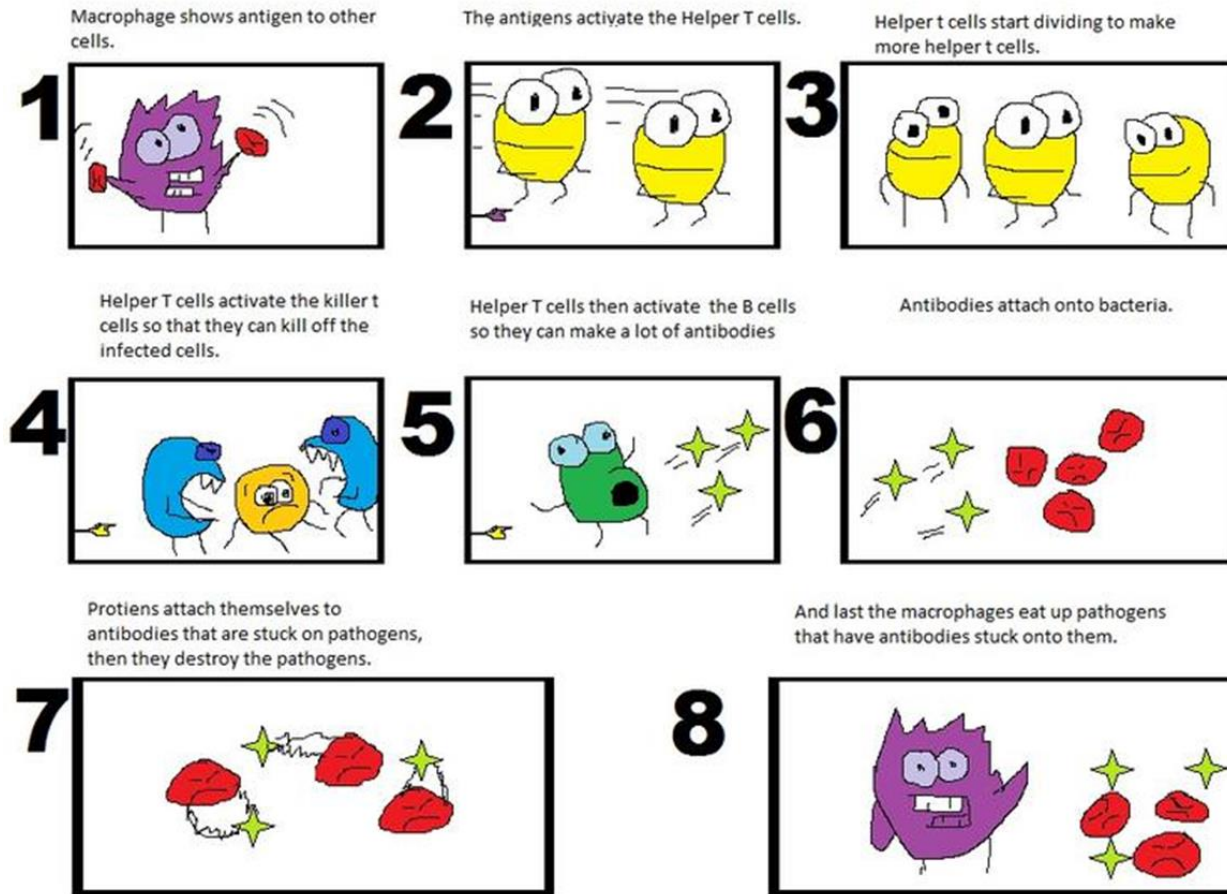 Macrophage shows antigen to other
cells.
1
The antigens activate the Helper T cells.
2
Helper t cells start dividing to make
more helper t cells.
3
Helper T cells activate the killer t
cells so that they can kill off the
infected cells.
4
Helper T cells then activate the B cells
so they can make a lot of antibodies
5
Antibodies attach onto bacteria.
6
Protiens attach themselves to
antibodies that are stuck on pathogens,
then they destroy the pathogens.
7
And last the macrophages eat up pathogens
that have antibodies stuck onto them.
8